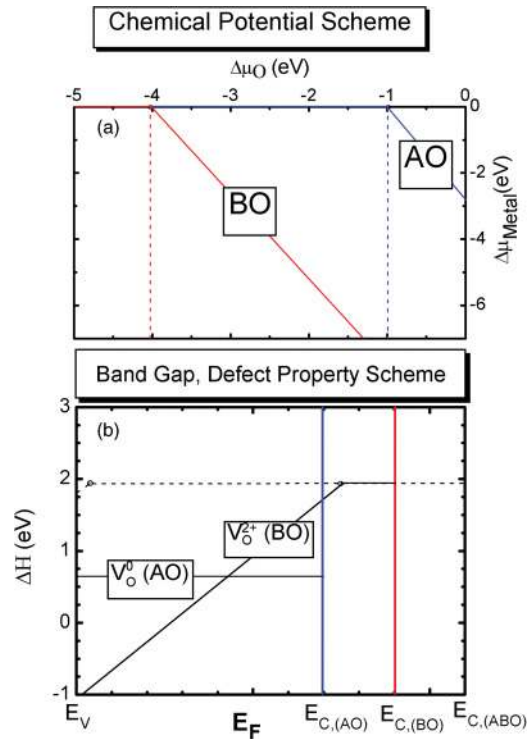 Chemical Potential Scheme
Δμ_O (eV)
-5 -4 -3 -2 -1 0
(a)
BO
AO
0
-2
-4
-6
Δμ_Metal(eV)
Band Gap, Defect Property Scheme
3
2
1
0
-1
ΔH (eV)
(b)
V_O^2+ (BO)
V_O^0 (AO)
E_V E_F E_C,(AO) E_C,(BO) E_C,(ABO)